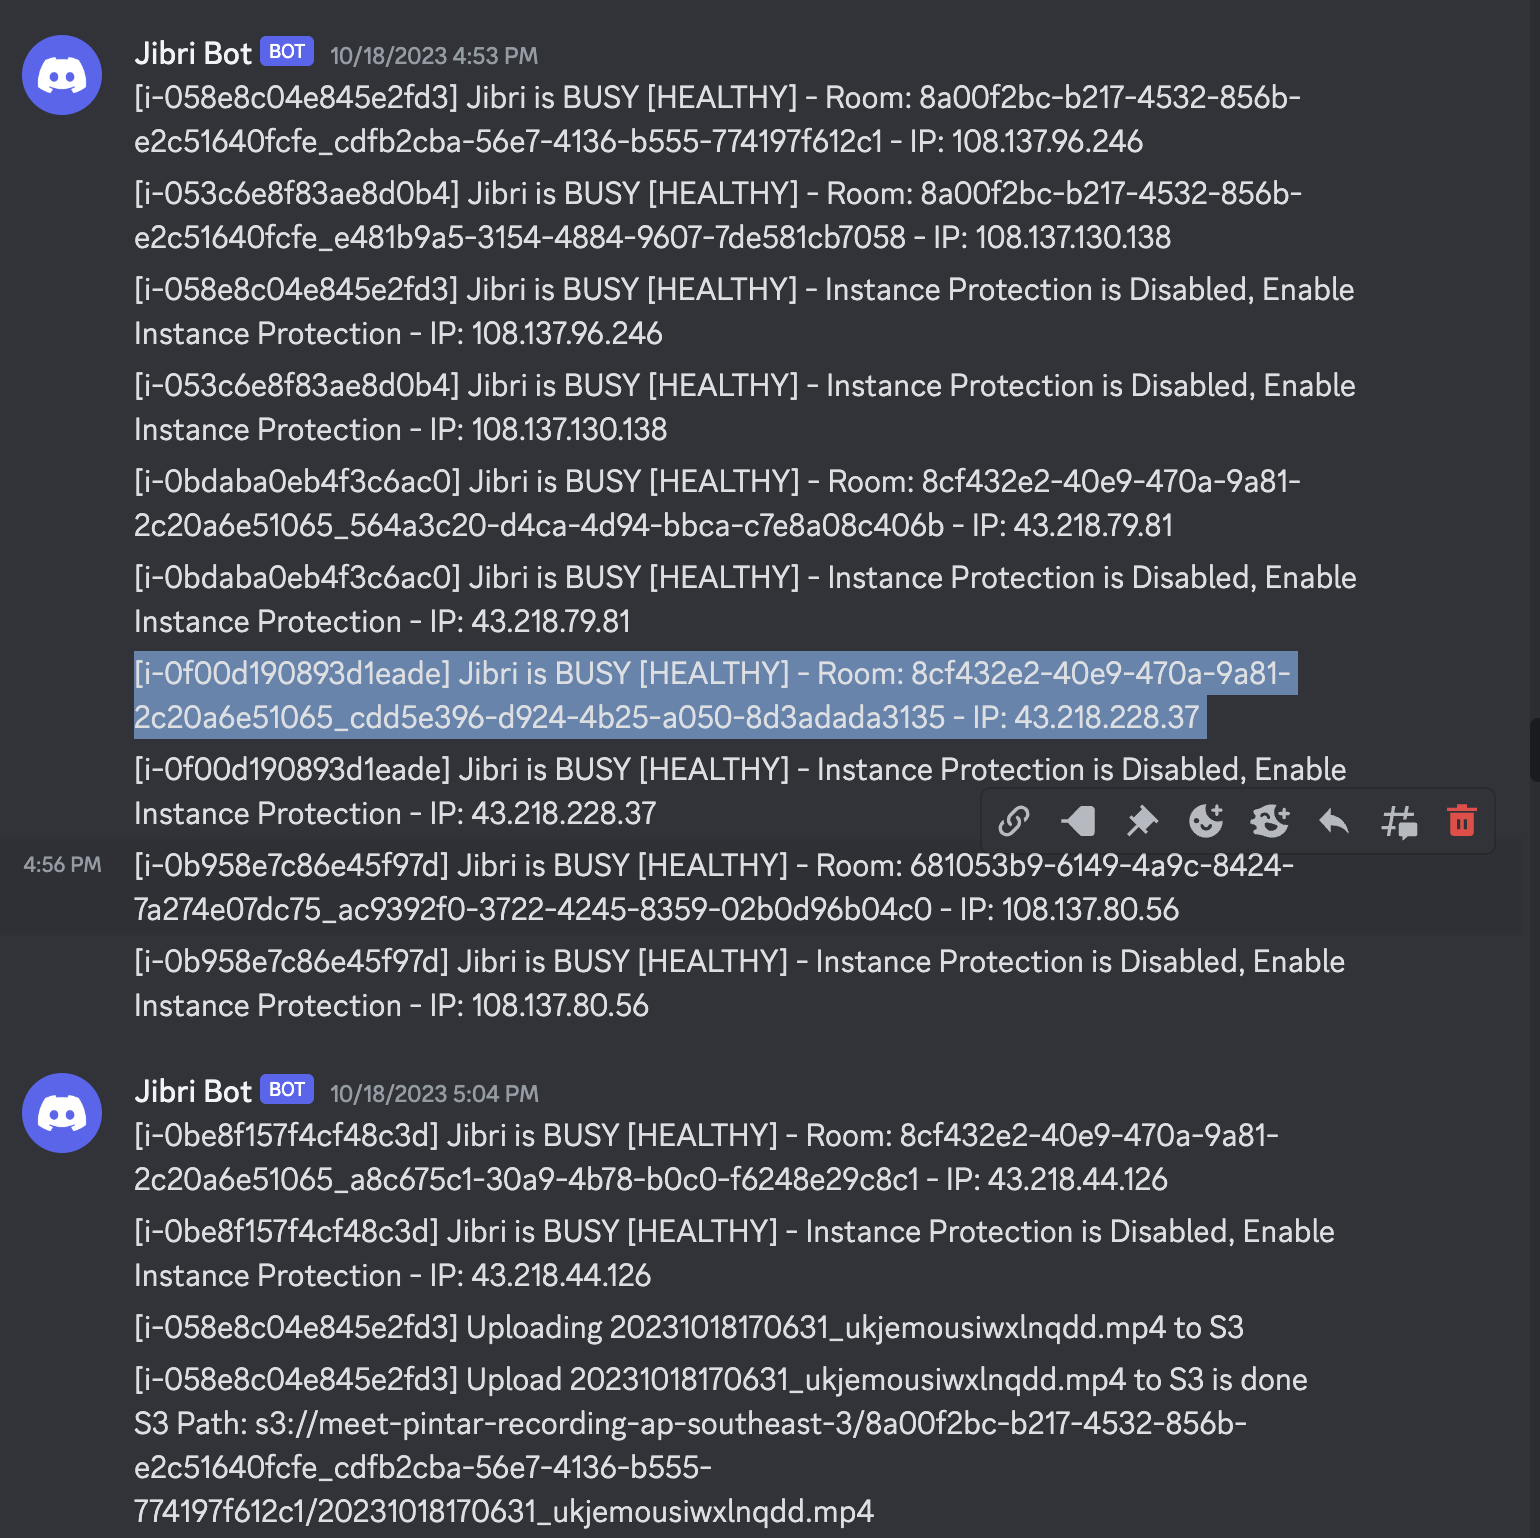 Jibri Bot BOT 10/18/2023 4:53 PM
[i-058e8c04e845e2fd3] Jibri is BUSY [HEALTHY] - Room: 8a00f2bc-b217-4532-856b-
e2c51640fcfe_cdfb2cba-56e7-4136-b555-774197f612c1 - IP: 108.137.96.246
[i-053c6e8f83ae8d0b4] Jibri is BUSY [HEALTHY] - Room: 8a00f2bc-b217-4532-856b-
e2c51640fcfe_e481b9a5-3154-4884-9607-7de581cb7058 - IP: 108.137.130.138
[i-058e8c04e845e2fd3] Jibri is BUSY [HEALTHY] - Instance Protection is Disabled, Enable
Instance Protection - IP: 108.137.96.246
[i-053c6e8f83ae8d0b4] Jibri is BUSY [HEALTHY] - Instance Protection is Disabled, Enable
Instance Protection - IP: 108.137.130.138
[i-0bdaba0eb4f3c6ac0] Jibri is BUSY [HEALTHY] - Room: 8cf432e2-40e9-470a-9a81-
2c20a6e51065_564a3c20-d4ca-4d94-bbca-c7e8a08c406b - IP: 43.218.79.81
[i-0bdaba0eb4f3c6ac0] Jibri is BUSY [HEALTHY] - Instance Protection is Disabled, Enable
Instance Protection - IP: 43.218.79.81
[i-0f00d190893d1eade] Jibri is BUSY [HEALTHY] - Room: 8cf432e2-40e9-470a-9a81-
2c20a6e51065_cdd5e396-d924-4b25-a050-8d3adada3135 - IP: 43.218.228.37
[i-0f00d190893d1eade] Jibri is BUSY [HEALTHY] - Instance Protection is Disabled, Enable
Instance Protection - IP: 43.218.228.37
4:56 PM [i-0b958e7c86e45f97d] Jibri is BUSY [HEALTHY] - Room: 681053b9-6149-4a9c-8424-
7a274e07dc75_ac9392f0-3722-4245-8359-02b0d96b04c0 - IP: 108.137.80.56
[i-0b958e7c86e45f97d] Jibri is BUSY [HEALTHY] - Instance Protection is Disabled, Enable
Instance Protection - IP: 108.137.80.56
Jibri Bot BOT 10/18/2023 5:04 PM
[i-0be8f157f4cf48c3d] Jibri is BUSY [HEALTHY] - Room: 8cf432e2-40e9-470a-9a81-
2c20a6e51065_a8c675c1-30a9-4b78-b0c0-f6248e29c8c1 - IP: 43.218.44.126
[i-0be8f157f4cf48c3d] Jibri is BUSY [HEALTHY] - Instance Protection is Disabled, Enable
Instance Protection - IP: 43.218.44.126
[i-058e8c04e845e2fd3] Uploading 20231018170631_ukjemousiwxlnqdd.mp4 to S3
[i-058e8c04e845e2fd3] Upload 20231018170631_ukjemousiwxlnqdd.mp4 to S3 is done
S3 Path: s3://meet-pintar-recording-ap-southeast-3/8a00f2bc-b217-4532-856b-
e2c51640fcfe_cdfb2cba-56e7-4136-b555-
774197f612c1/20231018170631_ukjemousiwxlnqdd.mp4